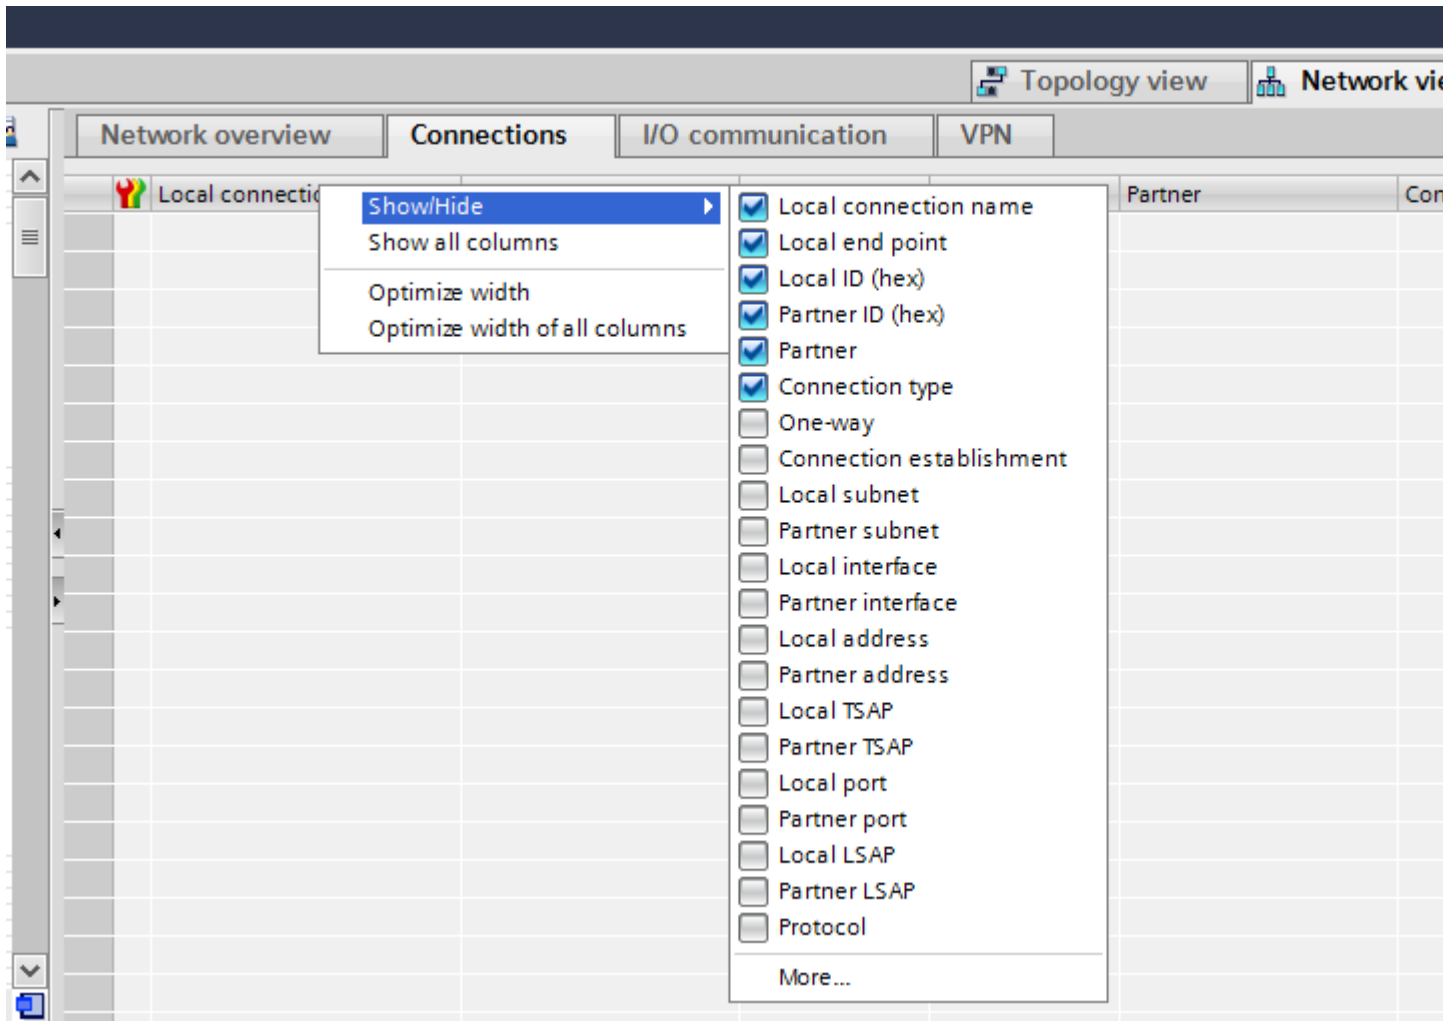 Topology view
Network vie
Network overview
Connections
I/O communication
VPN
Local connectio
Partner
Con
Show/Hide
Show all columns
Optimize width
Optimize width of all columns
Local connection name
Local end point
Local ID (hex)
Partner ID (hex)
Partner
Connection type
One-way
Connection establishment
Local subnet
Partner subnet
Local interface
Partner interface
Local address
Partner address
Local TSAP
Partner TSAP
Local port
Partner port
Local LSAP
Partner LSAP
Protocol
More...